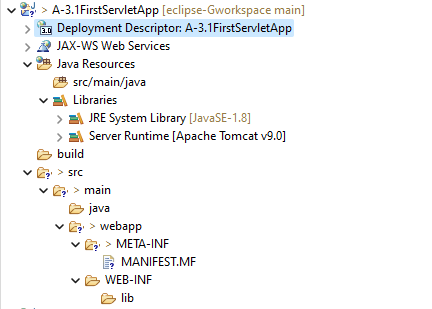 > A-3.1FirstServletApp [eclipse-Gworkspace main]
3.0 Deployment Descriptor: A-3.1FirstServletApp
JAX-WS Web Services
Java Resources
src/main/java
Libraries
JRE System Library [JavaSE-1.8]
Server Runtime [Apache Tomcat v9.0]
build
> src
> main
java
> webapp
> META-INF
MANIFEST.MF
WEB-INF
lib